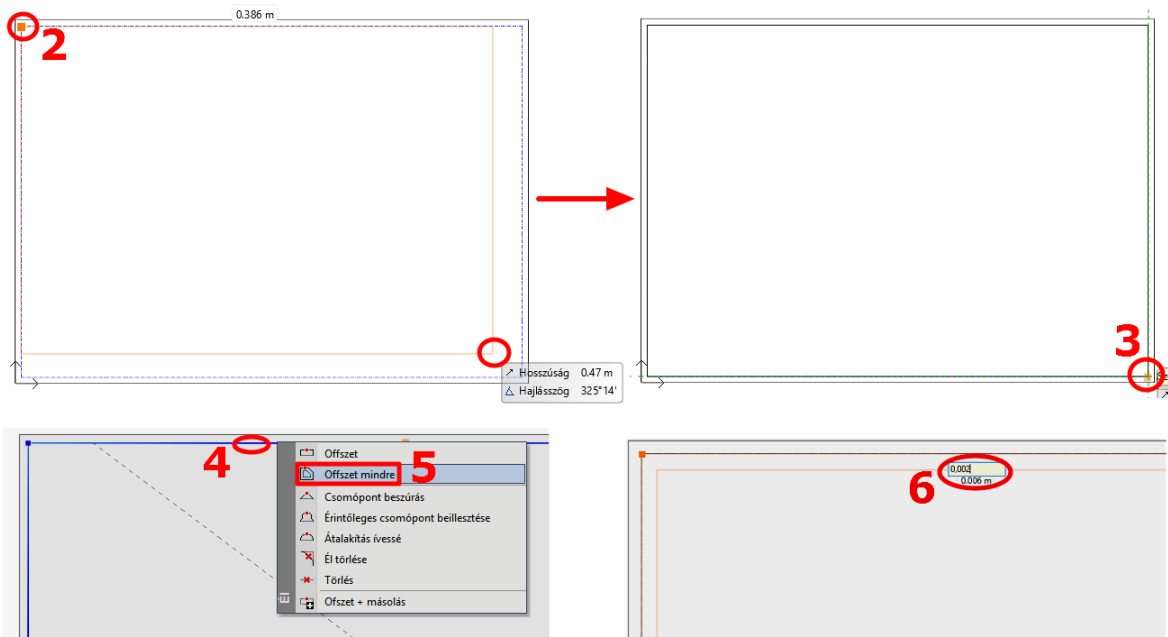 0.386 m
2
Hosszúság 0.47 m
Hajlásszög 325°14'
3
4
Offszet
Offszet mindre
5
Csomópont beszúrás
Érintőleges csomópont beillesztése
Átalakítás ívessé
Él törlése
Törlés
Ofszet + másolás
Él
6
0,002
0.006 m